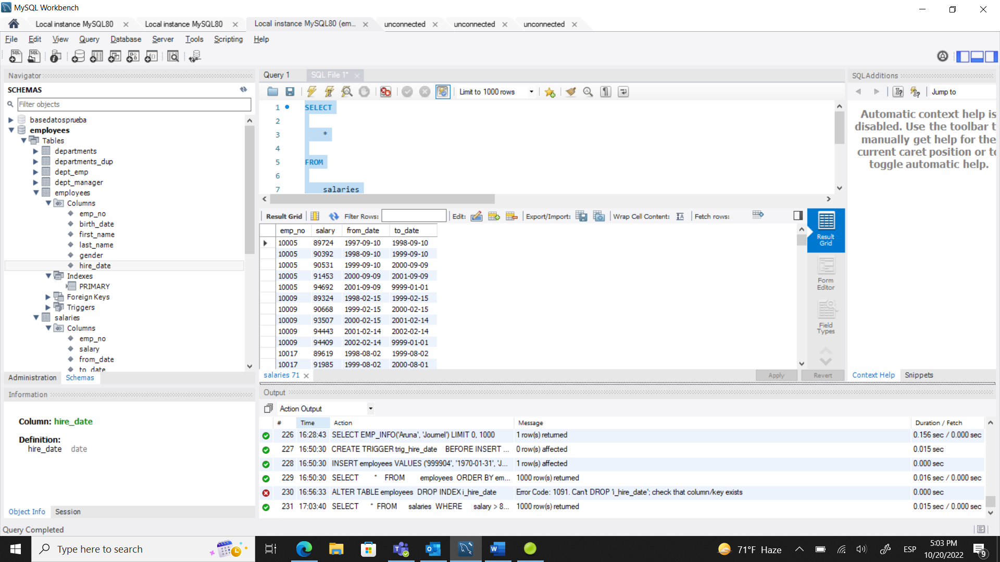 MySQL Workbench
Local instance MySQL80
Local instance MySQL80
Local instance MySQL80 (em...
unconnected
unconnected
unconnected
File Edit View Query Database Server Tools Scripting Help
Navigator
SCHEMAS
Filter objects
basedatosprueba
employees
Tables
departments
departments_dup
dept_emp
dept_manager
employees
Columns
emp_no
birth_date
first_name
last_name
gender
hire_date
Indexes
PRIMARY
Foreign Keys
Triggers
salaries
Columns
emp_no
salary
from_date
to_date
Administration Schemas
Information
Column: hire_date
Definition:
hire_date date
Object Info Session
Query Completed
Query 1 SQL File 1*
Limit to 1000 rows
1 SELECT
2
3 *
4
5 FROM
6
7 salaries
Result Grid Filter Rows: Edit: Export/Import: Wrap Cell Content: Fetch rows:
emp_no salary from_date to_date
10005 89724 1997-09-10 1998-09-10
10005 90392 1998-09-10 1999-09-10
10005 90531 1999-09-10 2000-09-09
10005 91453 2000-09-09 2001-09-09
10005 94692 2001-09-09 9999-01-01
10009 89324 1998-02-15 1999-02-15
10009 90668 1999-02-15 2000-02-15
10009 93507 2000-02-15 2001-02-14
10009 94443 2001-02-14 2002-02-14
10009 94409 2002-02-14 9999-01-01
10017 89619 1998-08-02 1999-08-02
10017 91985 1999-08-02 2000-08-01
Result
Grid
Form
Editor
Field
Types
salaries 71
Apply Revert
SQLAdditions
Jump to
Automatic context help is
disabled. Use the toolbar t
manually get help for the
current caret position or to
toggle automatic help.
Context Help Snippets
Output
Action Output
# Time Action Message Duration / Fetch
226 16:28:43 SELECT EMP_INFO('Aruna', 'Journel') LIMIT 0, 1000 1 row(s) returned 0.156 sec / 0.000 sec
227 16:50:30 CREATE TRIGGER trig_hire_date BEFORE INSERT ... 0 row(s) affected 0.015 sec
228 16:50:30 INSERT employees VALUES ('999904', '1970-01-31', 'J... 1 row(s) affected 0.000 sec
229 16:50:30 SELECT * FROM employees ORDER BY em... 1000 row(s) returned 0.016 sec / 0.000 sec
230 16:56:33 ALTER TABLE employees DROP INDEX i_hire_date Error Code: 1091. Can't DROP 'i_hire_date'; check that column/key exists 0.000 sec
231 17:03:40 SELECT * FROM salaries WHERE salary > 8... 1000 row(s) returned 0.015 sec / 0.000 sec
Type here to search
71°F Haze
ESP
5:03 PM
10/20/2022
9